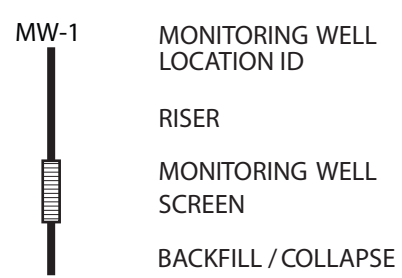 MW-1
MONITORING WELL
LOCATION ID
RISER
MONITORING WELL
SCREEN
BACKFILL / COLLAPSE